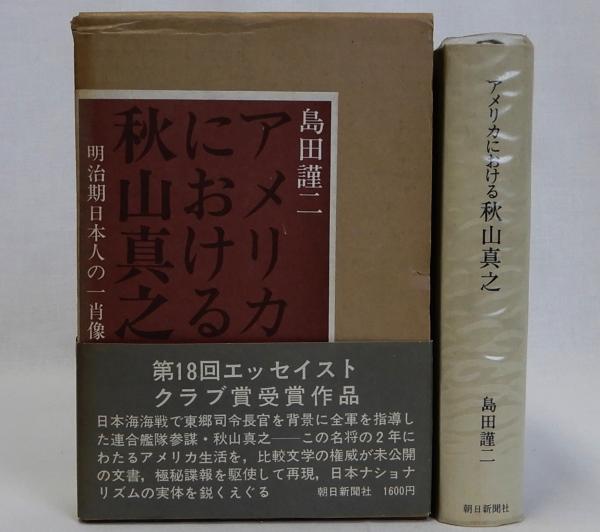 島田謹二
アメリカ
における
秋山真之
明治期日本人の一肖像
第18回エッセイスト
クラブ賞受賞作品
日本海海戦で東郷司令長官を背景に全軍を指導し
た連合艦隊参謀・秋山真之――この名将の2年に
わたるアメリカ生活を，比較文学の権威が未公開
の文書，極秘諜報を駆使して再現，日本ナショナ
リズムの実体を鋭くえぐる
朝日新聞社 1600円
アメリカにおける秋山真之
島田謹二
朝日新聞社